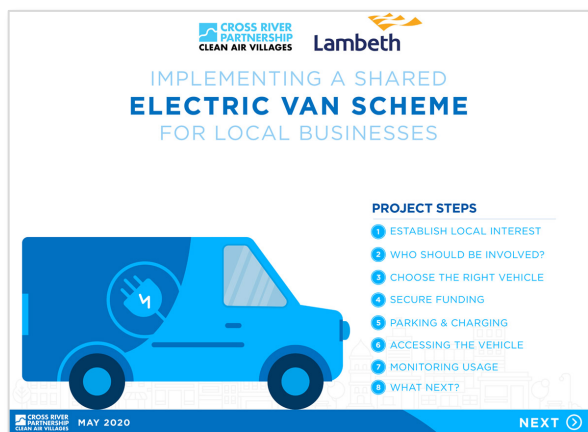 CROSS RIVER
PARTNERSHIP
CLEAN AIR VILLAGES
Lambeth
IMPLEMENTING A SHARED
ELECTRIC VAN SCHEME
FOR LOCAL BUSINESSES
PROJECT STEPS
1 ESTABLISH LOCAL INTEREST
2 WHO SHOULD BE INVOLVED?
3 CHOOSE THE RIGHT VEHICLE
4 SECURE FUNDING
5 PARKING & CHARGING
6 ACCESSING THE VEHICLE
7 MONITORING USAGE
8 WHAT NEXT?
CROSS RIVER
PARTNERSHIP
CLEAN AIR VILLAGES
MAY 2020
NEXT